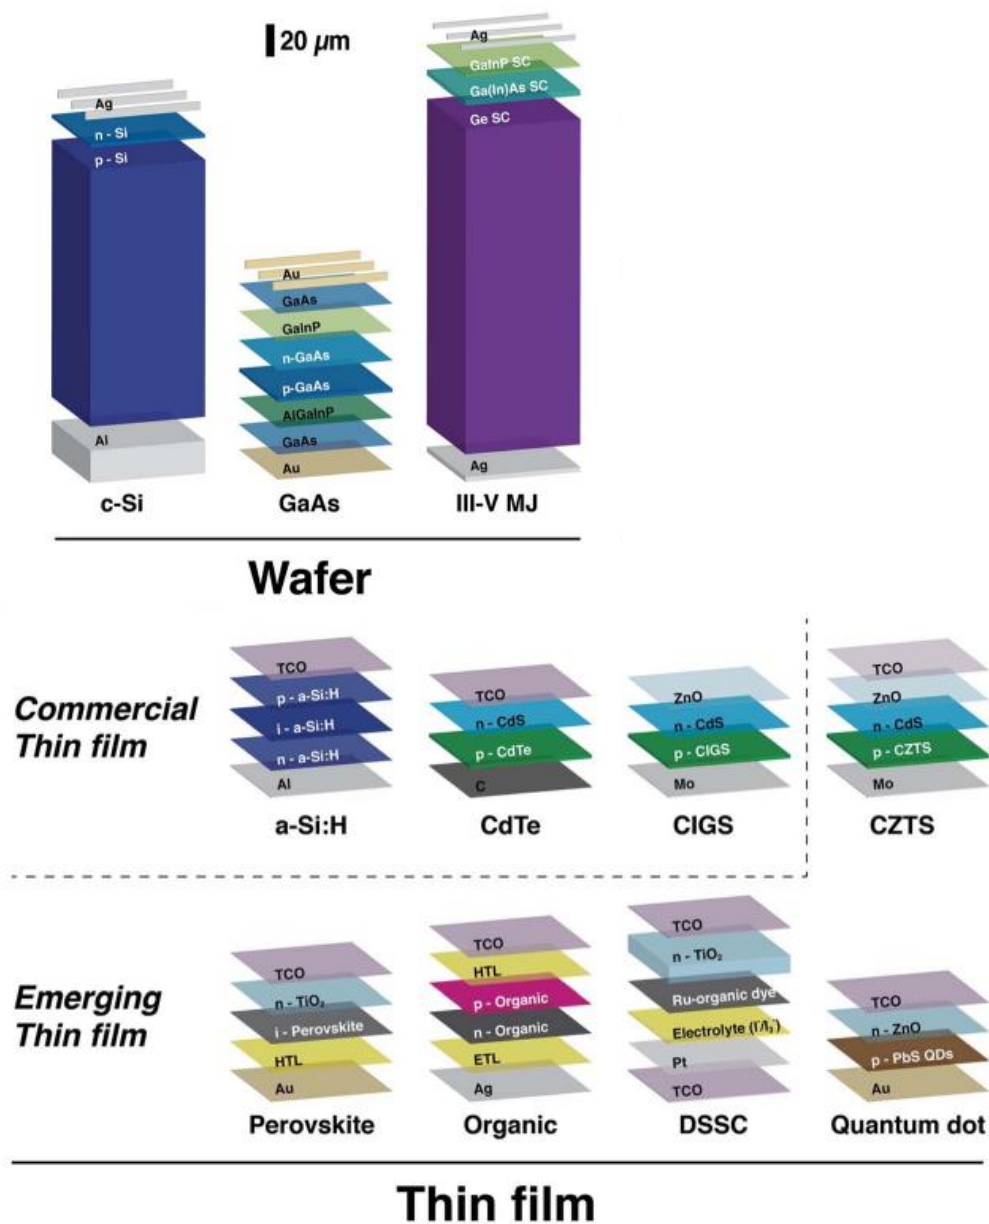 20 µm
Ag
n - Si
p - Si
Al
c-Si
Au
GaAs
GaInP
n-GaAs
p-GaAs
AlGaInP
GaAs
Au
GaAs
Ag
GaInP SC
Ga(In)As SC
Ge SC
Ag
III-V MJ
Wafer
Commercial
Thin film
TCO
p - a-Si:H
i - a-Si:H
n - a-Si:H
Al
a-Si:H
TCO
n - CdS
p - CdTe
C
CdTe
ZnO
n - CdS
p - CIGS
Mo
CIGS
TCO
ZnO
n - CdS
p - CZTS
Mo
CZTS
Emerging
Thin film
TCO
n - TiO₂
i - Perovskite
HTL
Au
Perovskite
TCO
HTL
p - Organic
n - Organic
ETL
Ag
Organic
TCO
n - TiO₂
Ru-organic dye
Electrolyte (I⁻/I₃⁻)
Pt
TCO
DSSC
TCO
n - ZnO
p - PbS QDs
Au
Quantum dot
Thin film